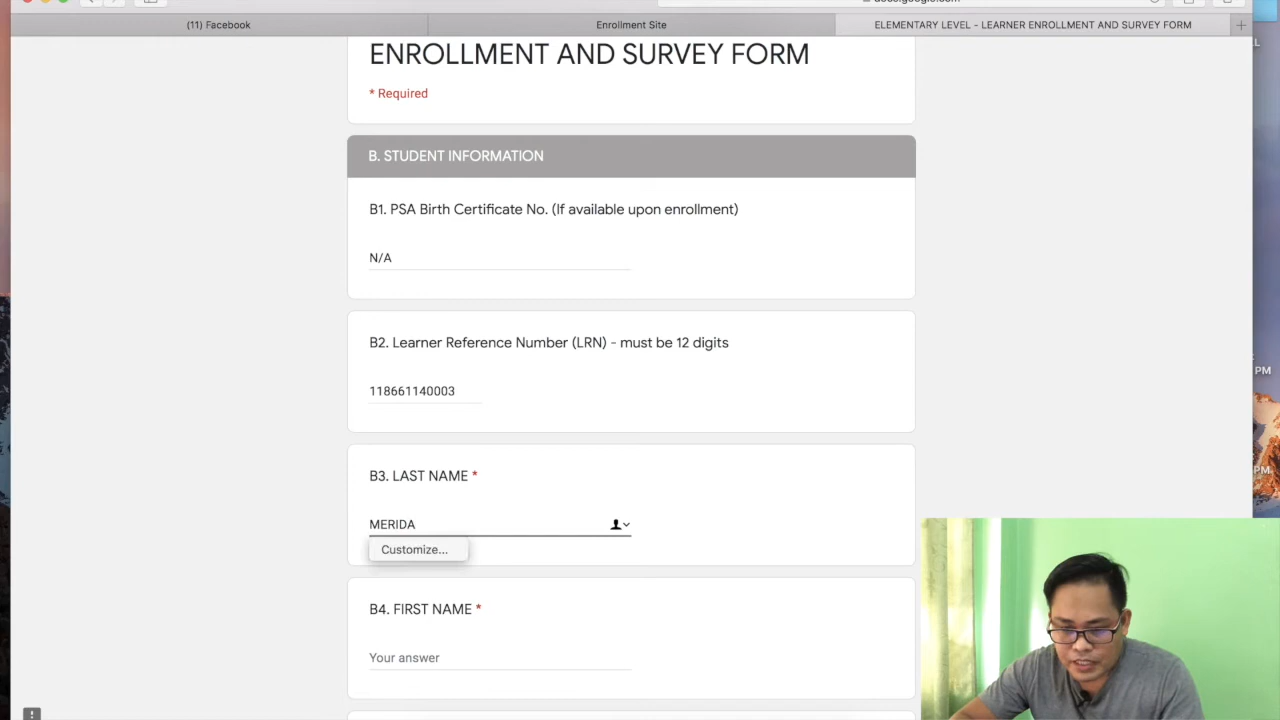 (11) Facebook
Enrollment Site
ELEMENTARY LEVEL - LEARNER ENROLLMENT AND SURVEY FORM
ENROLLMENT AND SURVEY FORM
* Required
B. STUDENT INFORMATION
B1. PSA Birth Certificate No. (If available upon enrollment)
N/A
B2. Learner Reference Number (LRN) - must be 12 digits
118661140003
PM
B3. LAST NAME *
PM
MERIDA
Customize...
B4. FIRST NAME *
Your answer